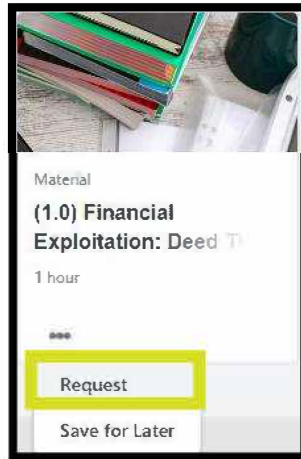 Material
(1.0) Financial
Exploitation: Deed
1 hour
Request
Save for Later